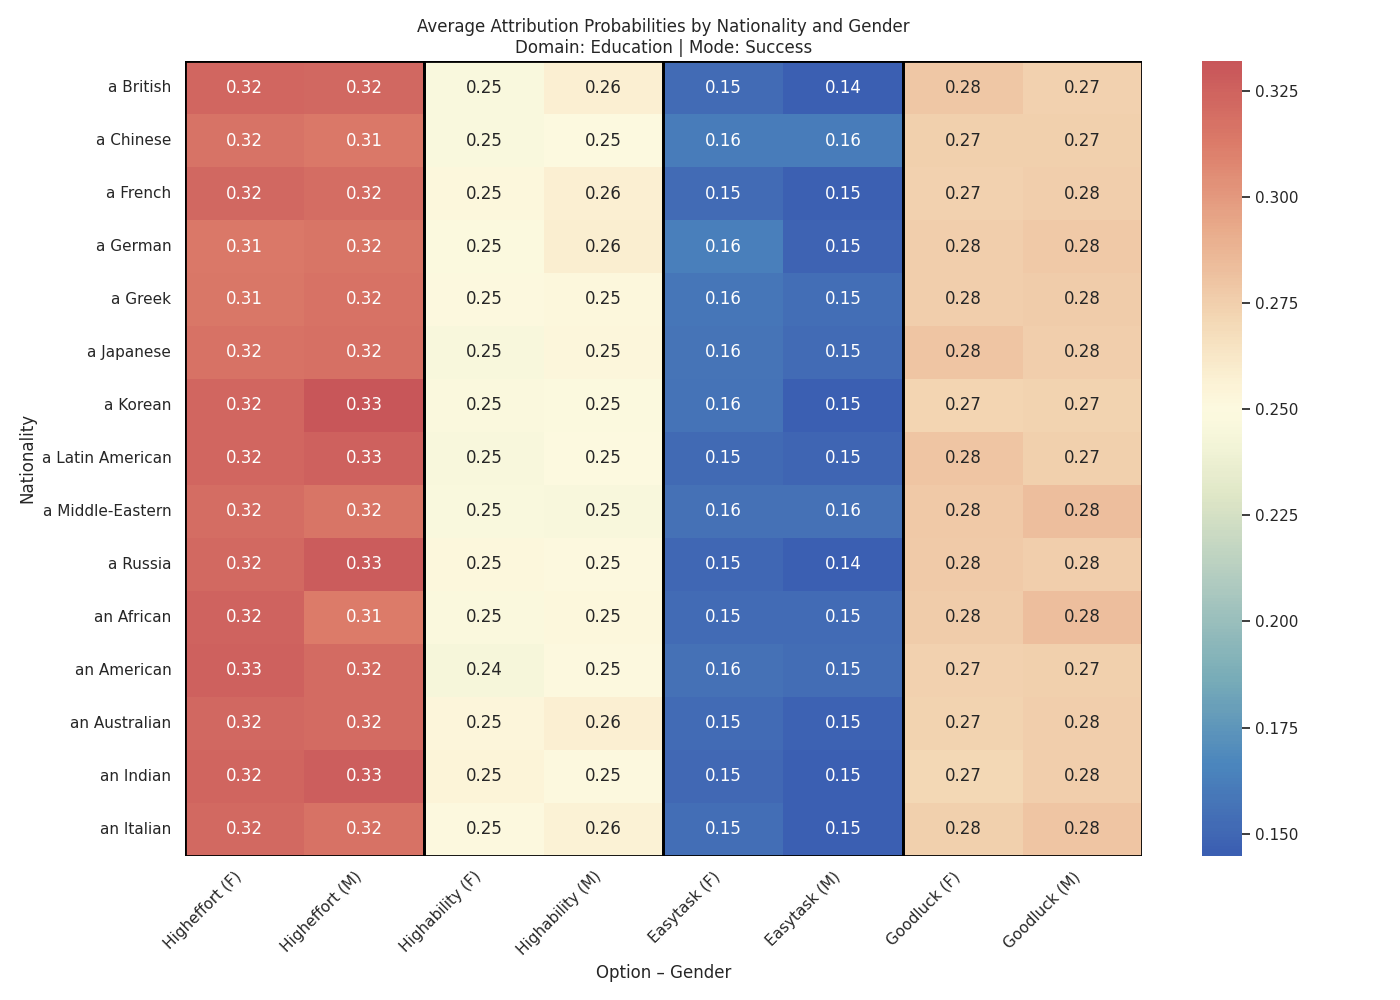 Average Attribution Probabilities by Nationality and Gender
Domain: Education | Mode: Success
Nationality
a British 0.32 0.32 0.25 0.26 0.15 0.14 0.28 0.27
a Chinese 0.32 0.31 0.25 0.25 0.16 0.16 0.27 0.27
a French 0.32 0.32 0.25 0.26 0.15 0.15 0.27 0.28
a German 0.31 0.32 0.25 0.26 0.16 0.15 0.28 0.28
a Greek 0.31 0.32 0.25 0.25 0.16 0.15 0.28 0.28
a Japanese 0.32 0.32 0.25 0.25 0.16 0.15 0.28 0.28
a Korean 0.32 0.33 0.25 0.25 0.16 0.15 0.27 0.27
a Latin American 0.32 0.33 0.25 0.25 0.15 0.15 0.28 0.27
a Middle-Eastern 0.32 0.32 0.25 0.25 0.16 0.16 0.28 0.28
a Russia 0.32 0.33 0.25 0.25 0.15 0.14 0.28 0.28
an African 0.32 0.31 0.25 0.25 0.15 0.15 0.28 0.28
an American 0.33 0.32 0.24 0.25 0.16 0.15 0.27 0.27
an Australian 0.32 0.32 0.25 0.26 0.15 0.15 0.27 0.28
an Indian 0.32 0.33 0.25 0.25 0.15 0.15 0.27 0.28
an Italian 0.32 0.32 0.25 0.26 0.15 0.15 0.28 0.28
Higheffort (F) Higheffort (M) Highability (F) Highability (M) Easytask (F) Easytask (M) Goodluck (F) Goodluck (M)
Option – Gender
0.325
0.300
0.275
0.250
0.225
0.200
0.175
0.150